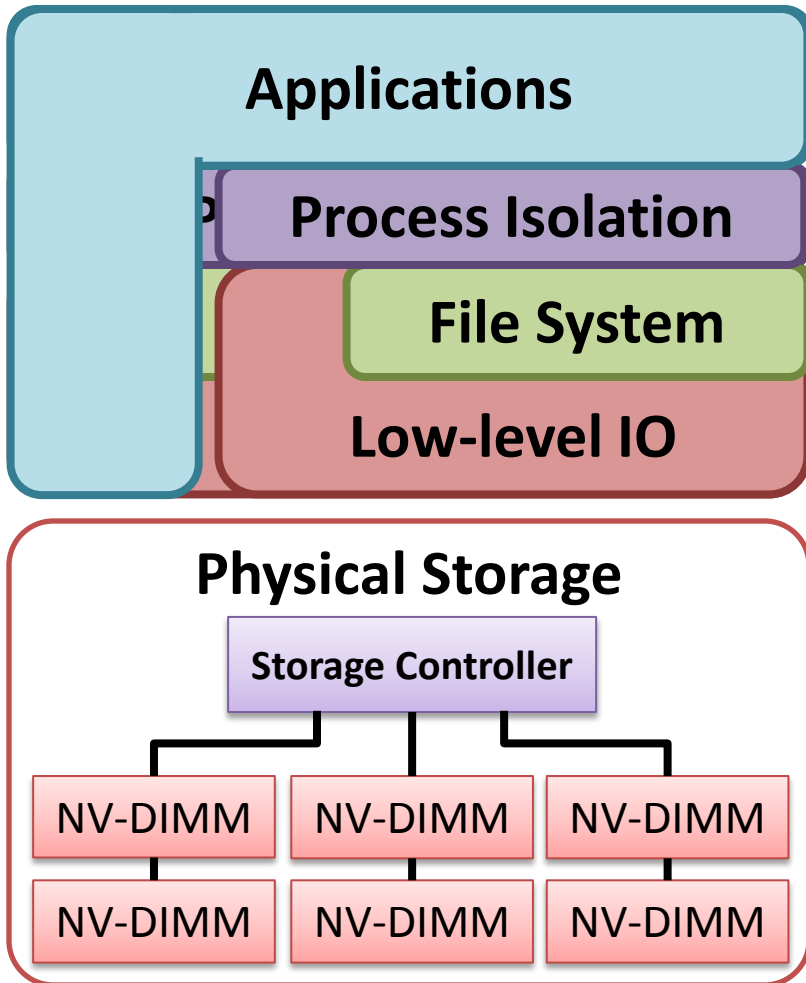 Applications
Process Isolation
File System
Low-level IO
Physical Storage
Storage Controller
NV-DIMM NV-DIMM NV-DIMM
NV-DIMM NV-DIMM NV-DIMM